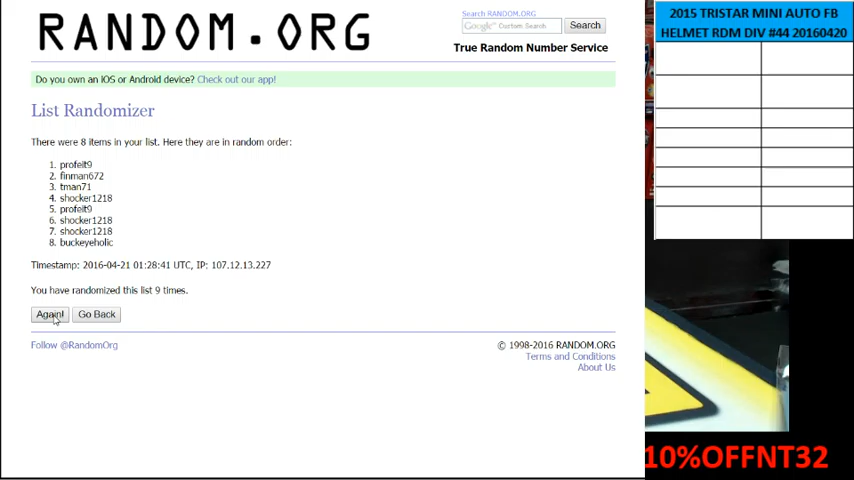 RANDOM.ORG
Search RANDOM.ORG
Google™ Custom Search
Search
True Random Number Service
Do you own an iOS or Android device? Check out our app!
List Randomizer
There were 8 items in your list. Here they are in random order:
1. profeit9
2. finman672
3. tman71
4. shocker1218
5. profeit9
6. shocker1218
7. shocker1218
8. buckeyeholic
Timestamp: 2016-04-21 01:28:41 UTC, IP: 107.12.13.227
You have randomized this list 9 times.
Again!
Go Back
Follow @RandomOrg
© 1998-2016 RANDOM.ORG
Terms and Conditions
About Us
2015 TRISTAR MINI AUTO FB
HELMET RDM DIV #44 20160420
10%OFFNT32